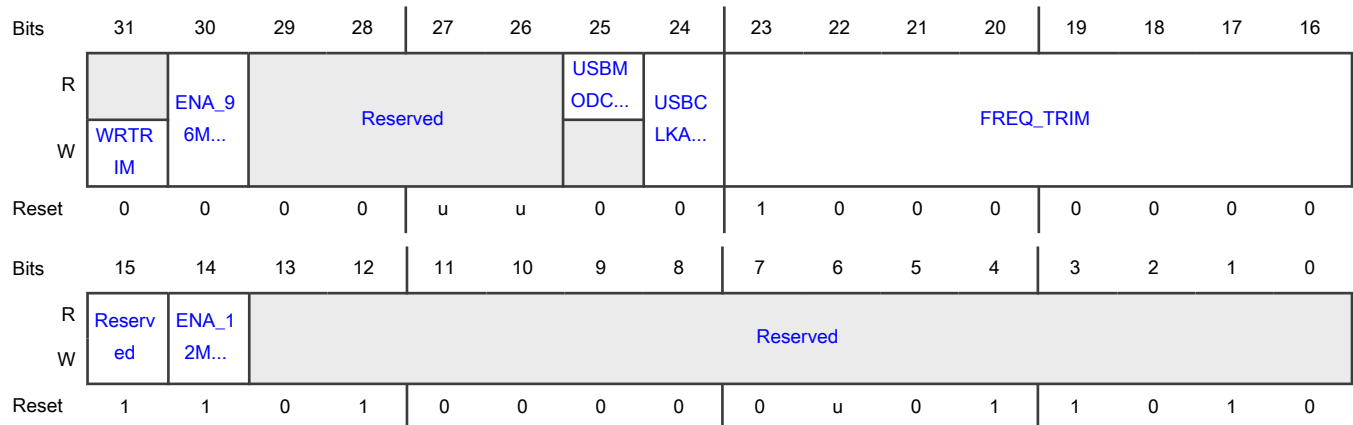 Bits 31 30 29 28 27 26 25 24 23 22 21 20 19 18 17 16
R ENA_9 6M... Reserved USBM ODC... USBC LKA... FREQ_TRIM
W WRTR IM
Reset 0 0 0 0 u u 0 0 1 0 0 0 0 0 0 0
Bits 15 14 13 12 11 10 9 8 7 6 5 4 3 2 1 0
R Reserv ENA_1 Reserved
W ed 2M...
Reset 1 1 0 1 0 0 0 0 0 u 0 1 1 0 1 0